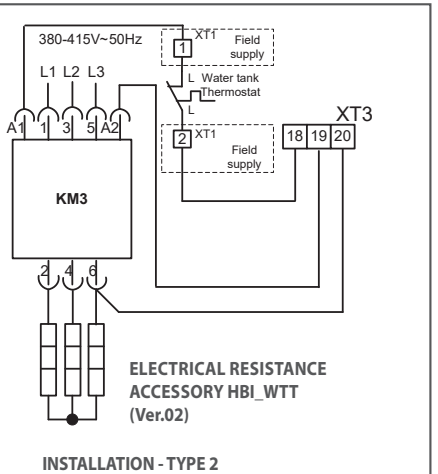 380-415V~50Hz
XT1
Field
supply
1
L1 L2 L3
L Water tank
Thermostat
L
XT3
A1 1 3 5 A2
2 XT1
Field
supply
18 19 20
KM3
2 4 6
ELECTRICAL RESISTANCE
ACCESSORY HBI_WTT
(Ver.02)
INSTALLATION - TYPE 2